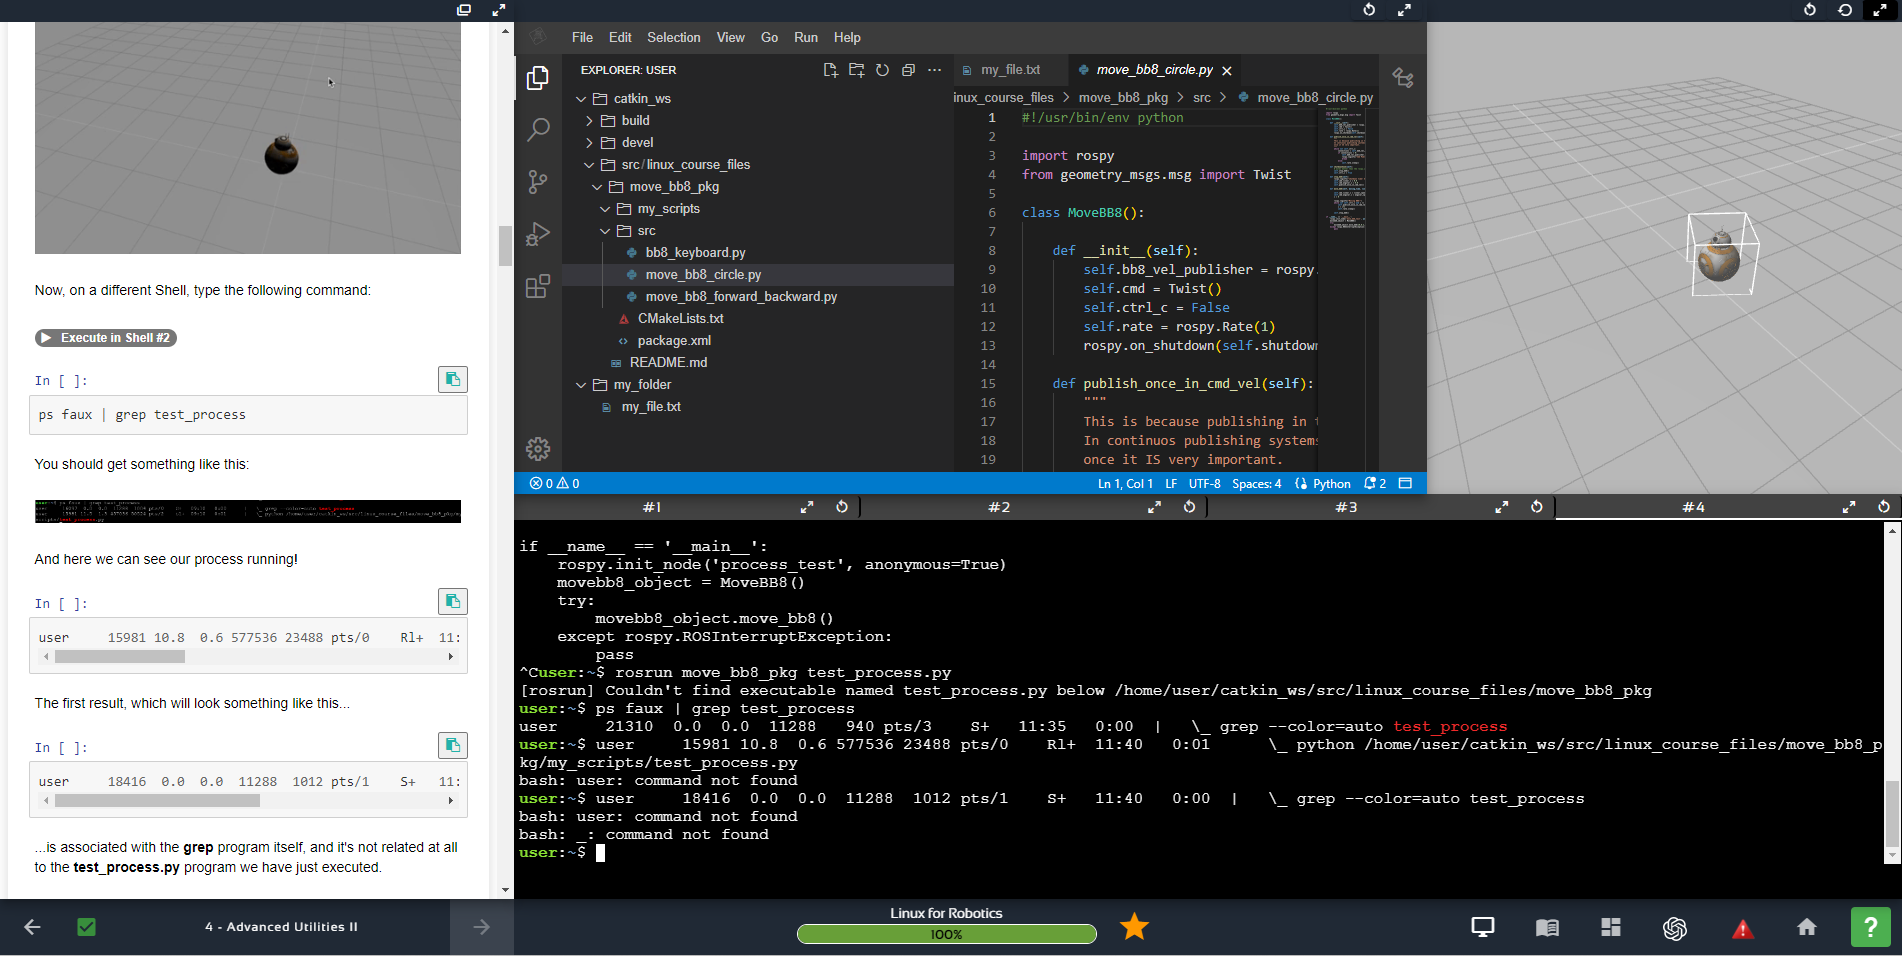 Now, on a different Shell, type the following command:
Execute in Shell #2
In [ ]:
ps faux | grep test_process
You should get something like this:
And here we can see our process running!
In [ ]:
user     15981 10.8  0.6 577536 23488 pts/0    Rl+  11:
The first result, which will look something like this...
In [ ]:
user     18416  0.0  0.0  11288  1012 pts/1    S+   11:
...is associated with the grep program itself, and it's not related at all
to the test_process.py program we have just executed.
File Edit Selection View Go Run Help
EXPLORER: USER
catkin_ws
build
devel
src/linux_course_files
move_bb8_pkg
my_scripts
src
bb8_keyboard.py
move_bb8_circle.py
move_bb8_forward_backward.py
CMakeLists.txt
package.xml
README.md
my_folder
my_file.txt
my_file.txt
move_bb8_circle.py
inux_course_files > move_bb8_pkg > src > move_bb8_circle.py
1 #!/usr/bin/env python
2
3 import rospy
4 from geometry_msgs.msg import Twist
5
6 class MoveBB8():
7
8     def __init__(self):
9         self.bb8_vel_publisher = rospy.
10         self.cmd = Twist()
11         self.ctrl_c = False
12         self.rate = rospy.Rate(1)
13         rospy.on_shutdown(self.shutdown
14
15     def publish_once_in_cmd_vel(self):
16         """
17         This is because publishing in t
18         In continuos publishing systems
19         once it IS very important.
0 0
Ln 1, Col 1 LF UTF-8 Spaces: 4 Python 2
#1 #2 #3 #4
if __name__ == '__main__':
    rospy.init_node('process_test', anonymous=True)
    movebb8_object = MoveBB8()
    try:
        movebb8_object.move_bb8()
    except rospy.ROSInterruptException:
        pass
^Cuser:~$ rosrun move_bb8_pkg test_process.py
[rosrun] Couldn't find executable named test_process.py below /home/user/catkin_ws/src/linux_course_files/move_bb8_pkg
user:~$ ps faux | grep test_process
user     21310  0.0  0.0  11288   940 pts/3    S+   11:35   0:00  |   \_ grep --color=auto test_process
user:~$ user     15981 10.8  0.6 577536 23488 pts/0    Rl+  11:40   0:01      \_ python /home/user/catkin_ws/src/linux_course_files/move_bb8_p
kg/my_scripts/test_process.py
bash: user: command not found
user:~$ user     18416  0.0  0.0  11288  1012 pts/1    S+   11:40   0:00  |   \_ grep --color=auto test_process
bash: user: command not found
bash: _: command not found
user:~$
4 - Advanced Utilities II
Linux for Robotics
100%
?